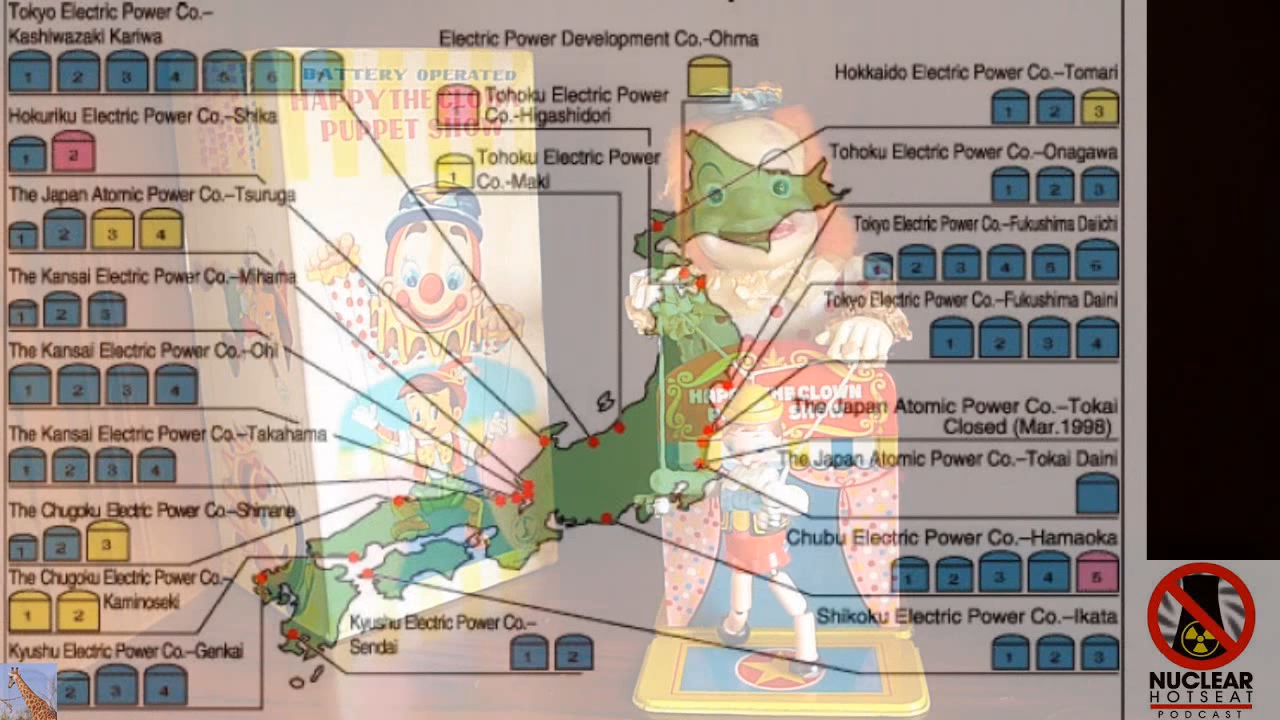 Tokyo Electric Power Co.–
Kashiwazaki Kariwa
1 2 3 4 5 6
Electric Power Development Co.–Ohma
Hokkaido Electric Power Co.–Tomari
1 2 3
BATTERY OPERATED
HAPPY THE CLOWN
PUPPET SHOW
1
Tohoku Electric Power
Co.–Higashidori
Hokuriku Electric Power Co.–Shika
1 2
Tohoku Electric Power
Co.–Maki
1
Tohoku Electric Power Co.–Onagawa
1 2 3
The Japan Atomic Power Co.–Tsuruga
1 2 3 4
Tokyo Electric Power Co.–Fukushima Daiichi
1 2 3 4 5 6
The Kansai Electric Power Co.–Mihama
1 2 3
Tokyo Electric Power Co.–Fukushima Daini
1 2 3 4
The Kansai Electric Power Co.–Ohi
1 2 3 4
THE CLOWN
The Japan Atomic Power Co.–Tokai
Closed (Mar.1998)
The Kansai Electric Power Co.–Takahama
1 2 3 4
The Japan Atomic Power Co.–Tokai Daini
The Chugoku Electric Power Co.–Shimane
1 2 3
Chubu Electric Power Co.–Hamaoka
1 2 3 4 5
The Chugoku Electric Power Co.–
Kaminoseki
1 2
Shikoku Electric Power Co.–Ikata
1 2 3
Kyushu Electric Power Co.–
Sendai
1 2
Kyushu Electric Power Co.–Genkai
2 3 4
NUCLEAR
HOTSEAT
PODCAST